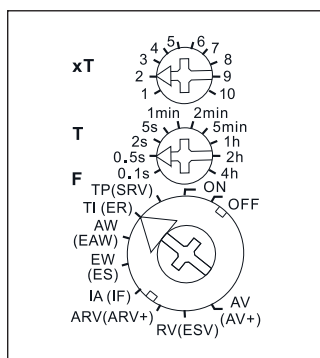 5 6
4 7
3 8
xT 2 9
1 10
1min 2min
5s 5min
T 2s 1h
0.5s 2h
0.1s 4h
F
TP(SRV) ON
TI (ER) OFF
AW
(EAW)
EW
(ES)
IA (IF) AV
ARV(ARV+) (AV+)
RV(ESV)